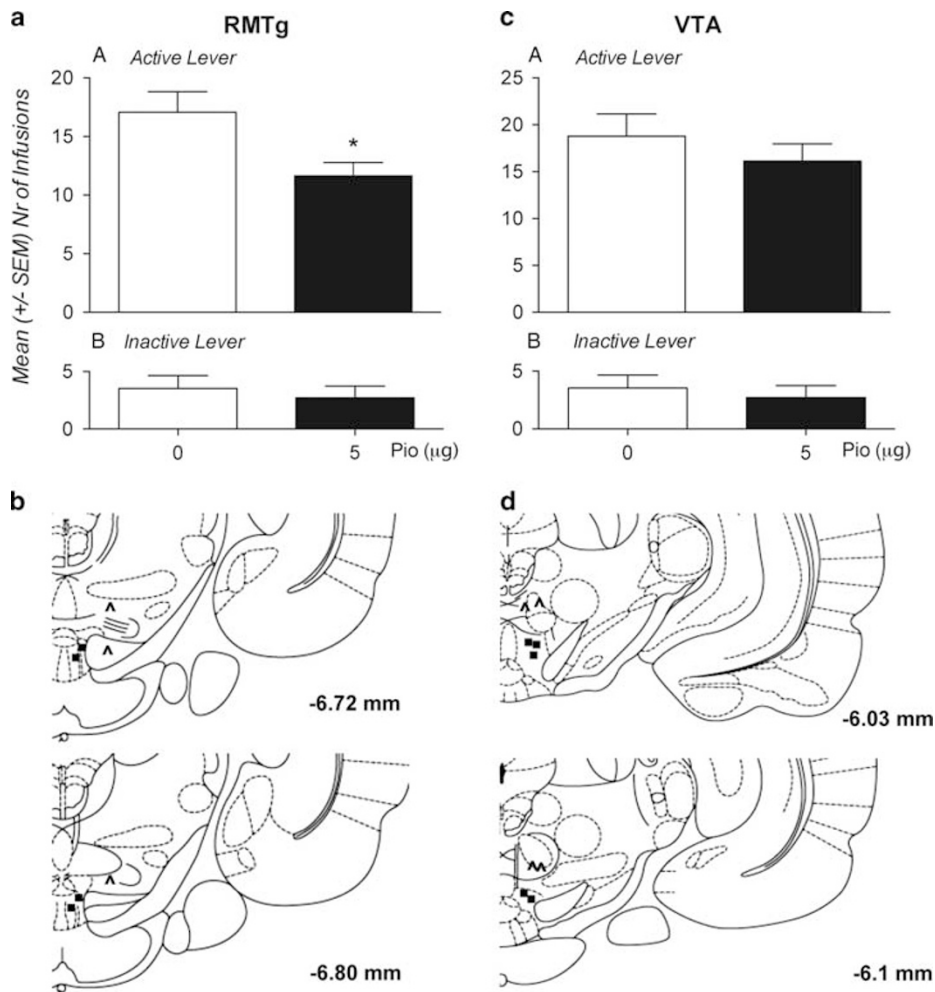 a
RMTg
A
Active Lever
20
15
10
5
0
*
B
Inactive Lever
5
0
0
5
Pio (µg)
Mean (+/- SEM) Nr of Infusions
c
VTA
A
Active Lever
25
20
15
10
5
0
B
Inactive Lever
5
0
0
5
Pio (µg)
b
-6.72 mm
-6.80 mm
d
-6.03 mm
-6.1 mm